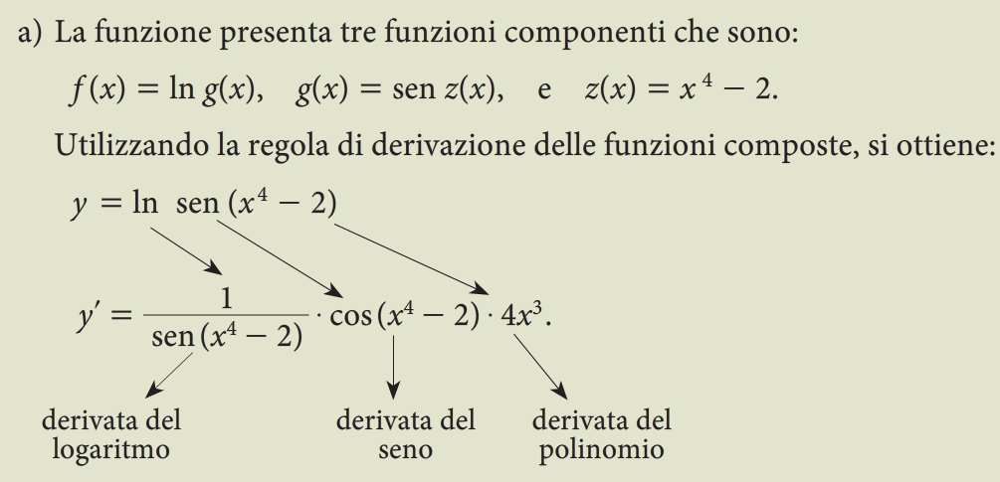 a) La funzione presenta tre funzioni componenti che sono:
f(x) = ln g(x), g(x) = sen z(x), e z(x) = x⁴ − 2.
Utilizzando la regola di derivazione delle funzioni composte, si ottiene:
y = ln sen (x⁴ − 2)
y′ = 1/sen (x⁴ − 2) · cos (x⁴ − 2) · 4x³.
derivata del logaritmo
derivata del seno
derivata del polinomio